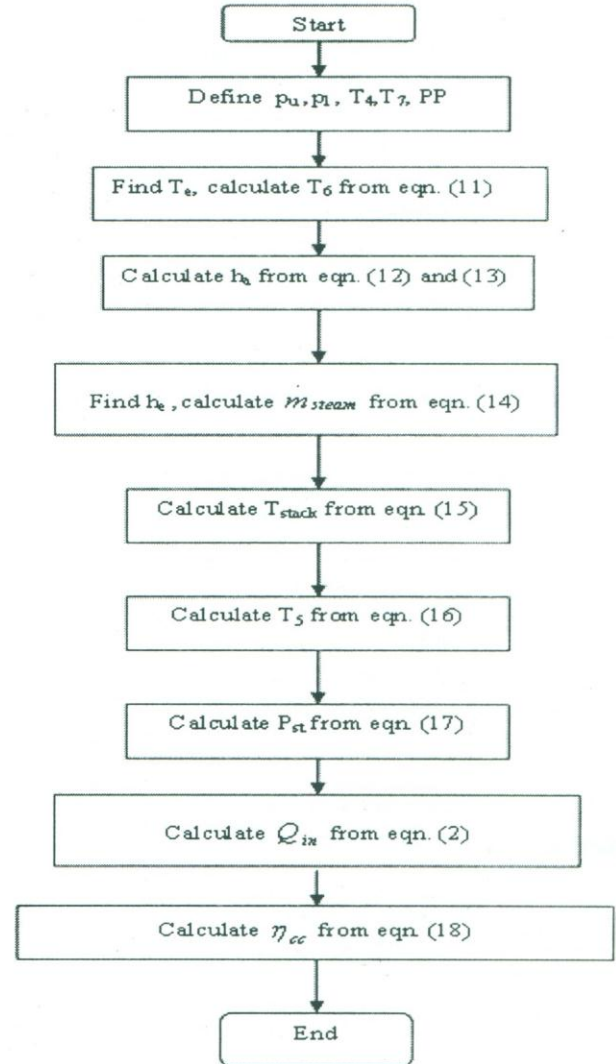 Start
Define pu,pl, T4,T7, PP
Find Te, calculate T6 from eqn. (11)
Calculate ha from eqn. (12) and (13)
Find he, calculate msteam from eqn. (14)
Calculate Tstack from eqn. (15)
Calculate T5 from eqn. (16)
Calculate Pst from eqn. (17)
Calculate Qin from eqn. (2)
Calculate ηcc from eqn. (18)
End